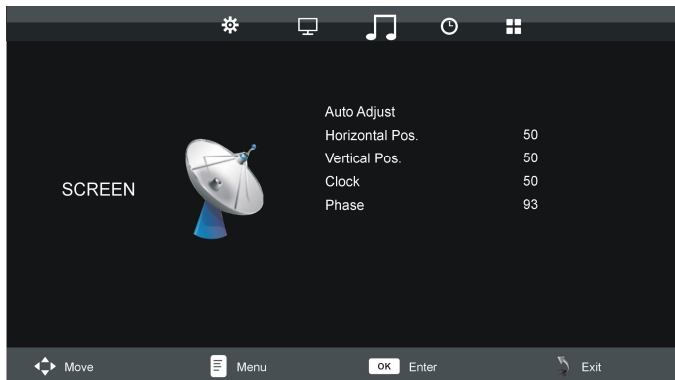 Auto Adjust
Horizontal Pos. 50
Vertical Pos. 50
Clock 50
Phase 93
SCREEN
Move Menu OK Enter Exit